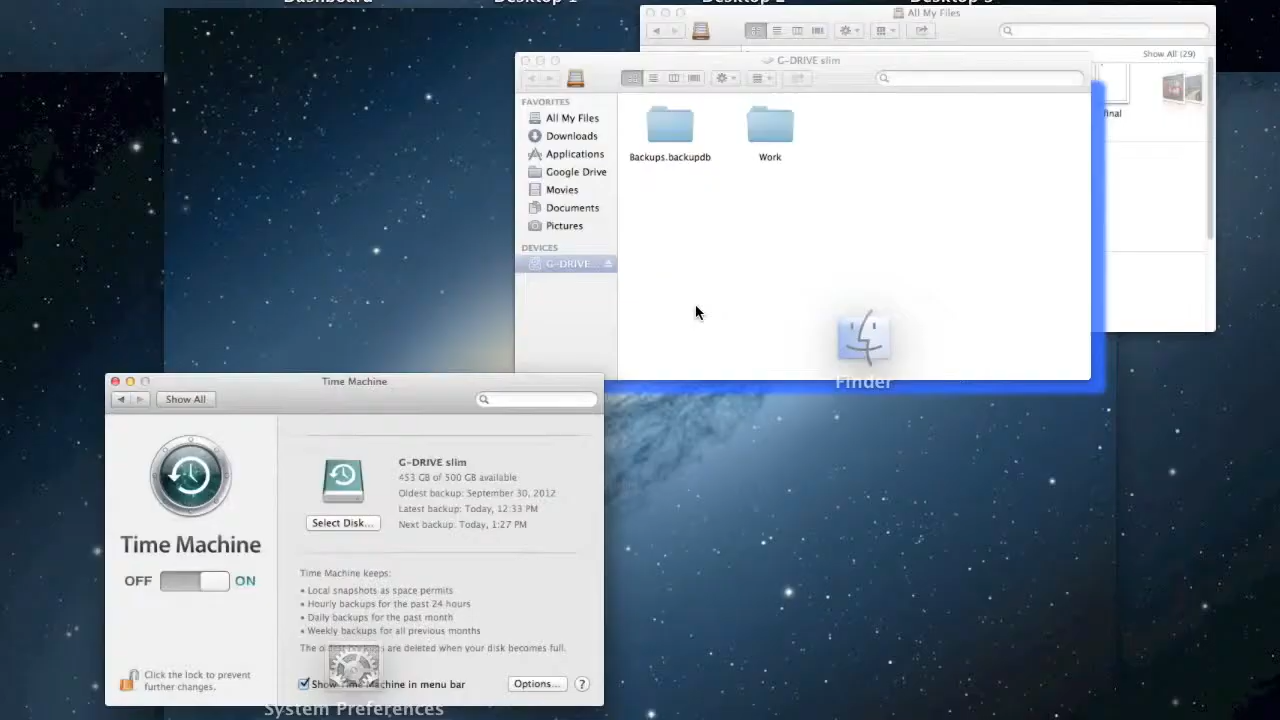 Dashboard
Desktop 1
Desktop 2
Desktop 3
All My Files
Show All (29)
G-DRIVE slim
FAVORITES
All My Files
Downloads
Applications
Google Drive
Movies
Documents
Pictures
DEVICES
G-DRIVE...
Backups.backupdb
Work
Finder
Time Machine
Show All
Time Machine
OFF
ON
Click the lock to prevent
further changes.
G-DRIVE slim
453 GB of 500 GB available
Oldest backup: September 30, 2012
Latest backup: Today, 12:33 PM
Next backup: Today, 1:27 PM
Select Disk...
Time Machine keeps:
• Local snapshots as space permits
• Hourly backups for the past 24 hours
• Daily backups for the past month
• Weekly backups for all previous months
The backups are deleted when your disk becomes full.
Show Time Machine in menu bar
Options...
?
System Preferences